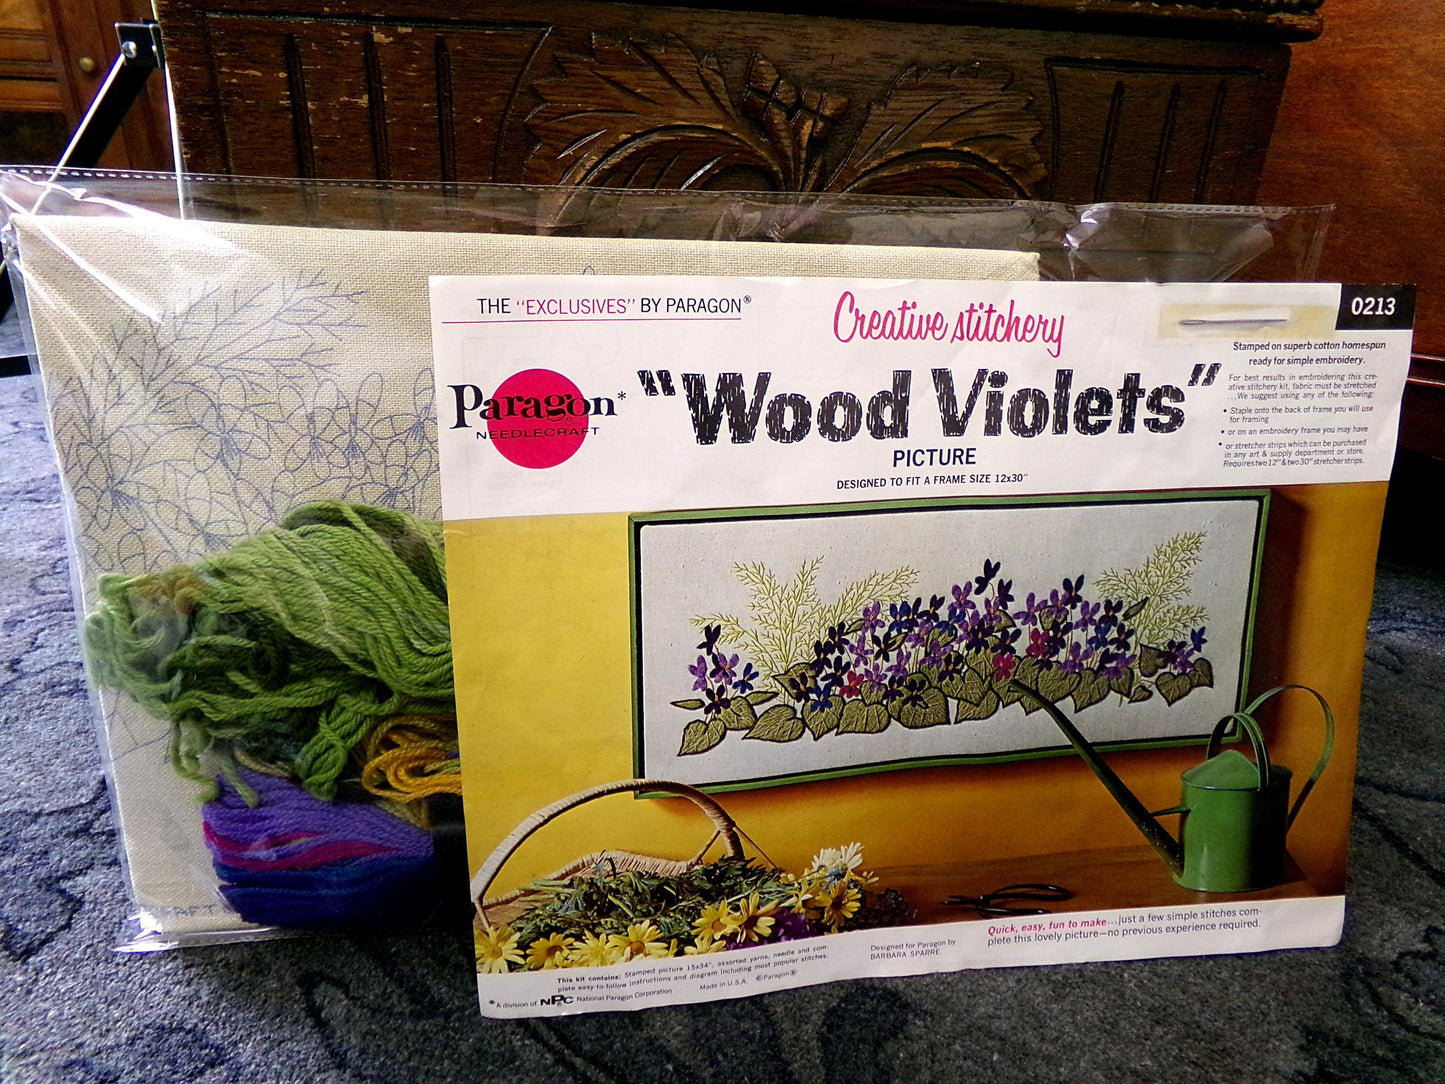 THE "EXCLUSIVES" BY PARAGON®
Creative stitchery
0213
Paragon*
NEEDLECRAFT
"Wood Violets"
PICTURE
DESIGNED TO FIT A FRAME SIZE 12x30"
Stamped on superb cotton homespun
ready for simple embroidery.
For best results in embroidering this cre-
ative stitchery kit, fabric must be stretched
...We suggest using any of the following:
• Staple onto the back of frame you will use
for framing
• or on an embroidery frame you may have
• or stretcher strips which can be purchased
in any art & supply department or store.
Requires two 12" & two 30" stretcher strips.
Quick, easy, fun to make...just a few simple stitches com-
plete this lovely picture—no previous experience required.
Designed for Paragon by
BARBARA SPARRE
This kit contains: Stamped picture 15x34", assorted yarns, needle and com-
plete easy-to-follow instructions and diagram including most popular stitches.
*A division of NPC National Paragon Corporation
Made in U.S.A. ©Paragon®